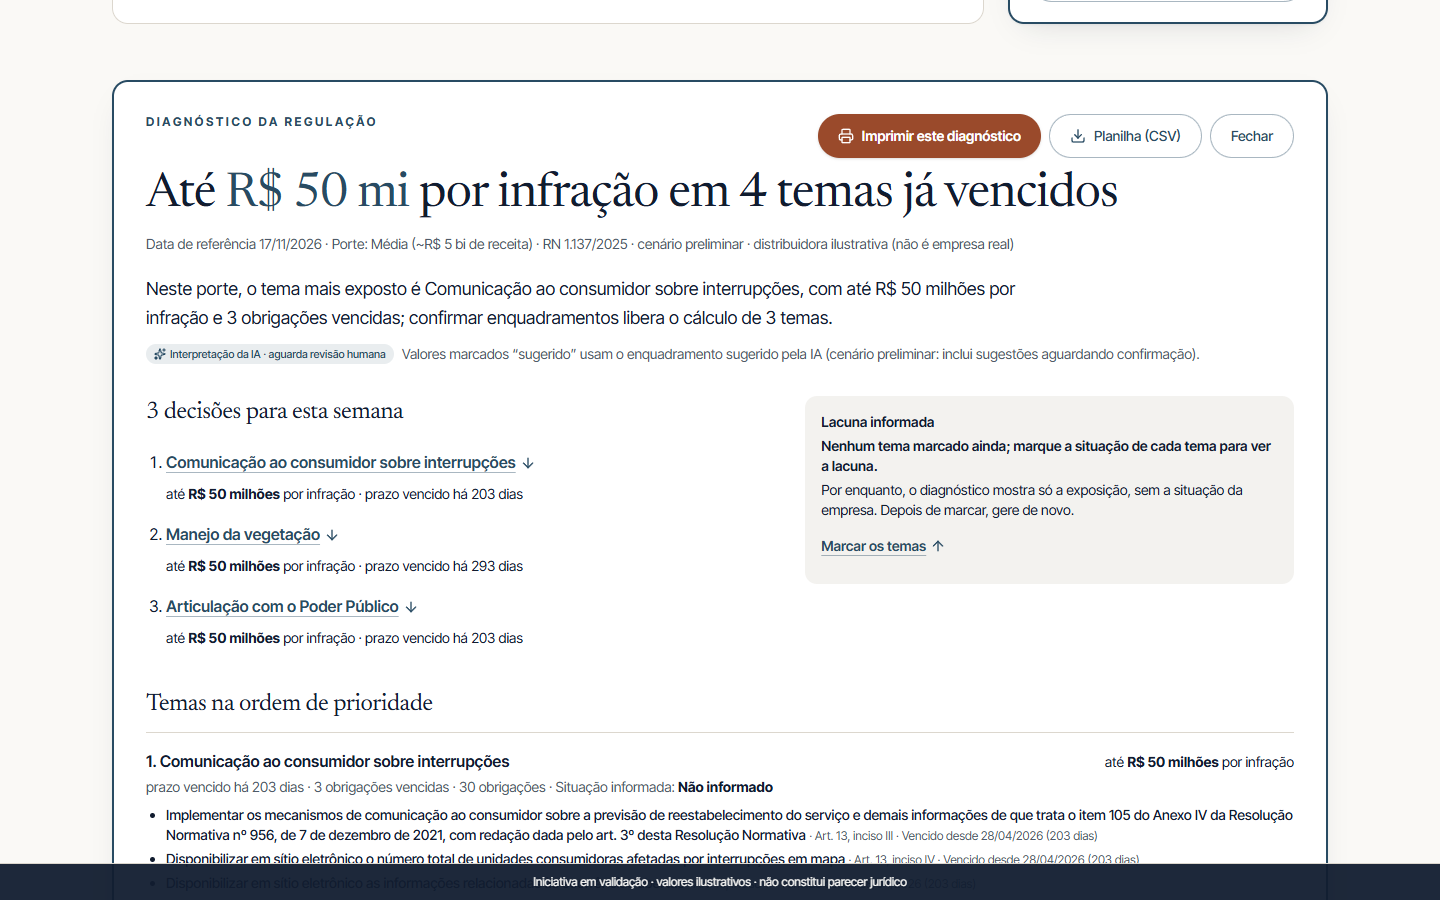 DIAGNÓSTICO DA REGULAÇÃO
Imprimir este diagnóstico
Planilha (CSV)
Fechar
Até R$ 50 mi por infração em 4 temas já vencidos
Data de referência 17/11/2026 · Porte: Média (~R$ 5 bi de receita) · RN 1.137/2025 · cenário preliminar · distribuidora ilustrativa (não é empresa real)
Neste porte, o tema mais exposto é Comunicação ao consumidor sobre interrupções, com até R$ 50 milhões por
infração e 3 obrigações vencidas; confirmar enquadramentos libera o cálculo de 3 temas.
Interpretação da IA · aguarda revisão humana
Valores marcados “sugerido” usam o enquadramento sugerido pela IA (cenário preliminar: inclui sugestões aguardando confirmação).
3 decisões para esta semana
1. Comunicação ao consumidor sobre interrupções ↓
até R$ 50 milhões por infração · prazo vencido há 203 dias
2. Manejo da vegetação ↓
até R$ 50 milhões por infração · prazo vencido há 293 dias
3. Articulação com o Poder Público ↓
até R$ 50 milhões por infração · prazo vencido há 203 dias
Lacuna informada
Nenhum tema marcado ainda; marque a situação de cada tema para ver
a lacuna.
Por enquanto, o diagnóstico mostra só a exposição, sem a situação da
empresa. Depois de marcar, gere de novo.
Marcar os temas ↑
Temas na ordem de prioridade
1. Comunicação ao consumidor sobre interrupções
até R$ 50 milhões por infração
prazo vencido há 203 dias · 3 obrigações vencidas · 30 obrigações · Situação informada: Não informado
• Implementar os mecanismos de comunicação ao consumidor sobre a previsão de reestabelecimento do serviço e demais informações de que trata o item 105 do Anexo IV da Resolução
Normativa nº 956, de 7 de dezembro de 2021, com redação dada pelo art. 3º desta Resolução Normativa · Art. 13, inciso III · Vencido desde 28/04/2026 (203 dias)
• Disponibilizar em sítio eletrônico o número total de unidades consumidoras afetadas por interrupções em mapa · Art. 13, inciso IV · Vencido desde 28/04/2026 (203 dias)
• Disponibilizar em sítio eletrônico as informações
Iniciativa em validação · valores ilustrativos · não constitui parecer jurídico